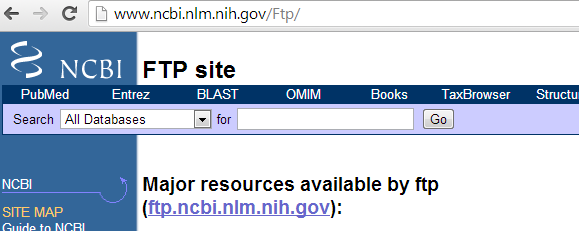 www.ncbi.nlm.nih.gov/Ftp/
NCBI
FTP site
PubMed Entrez BLAST OMIM Books TaxBrowser Structu
Search All Databases for Go
NCBI
SITE MAP
Guide to NCBI
Major resources available by ftp
(ftp.ncbi.nlm.nih.gov):